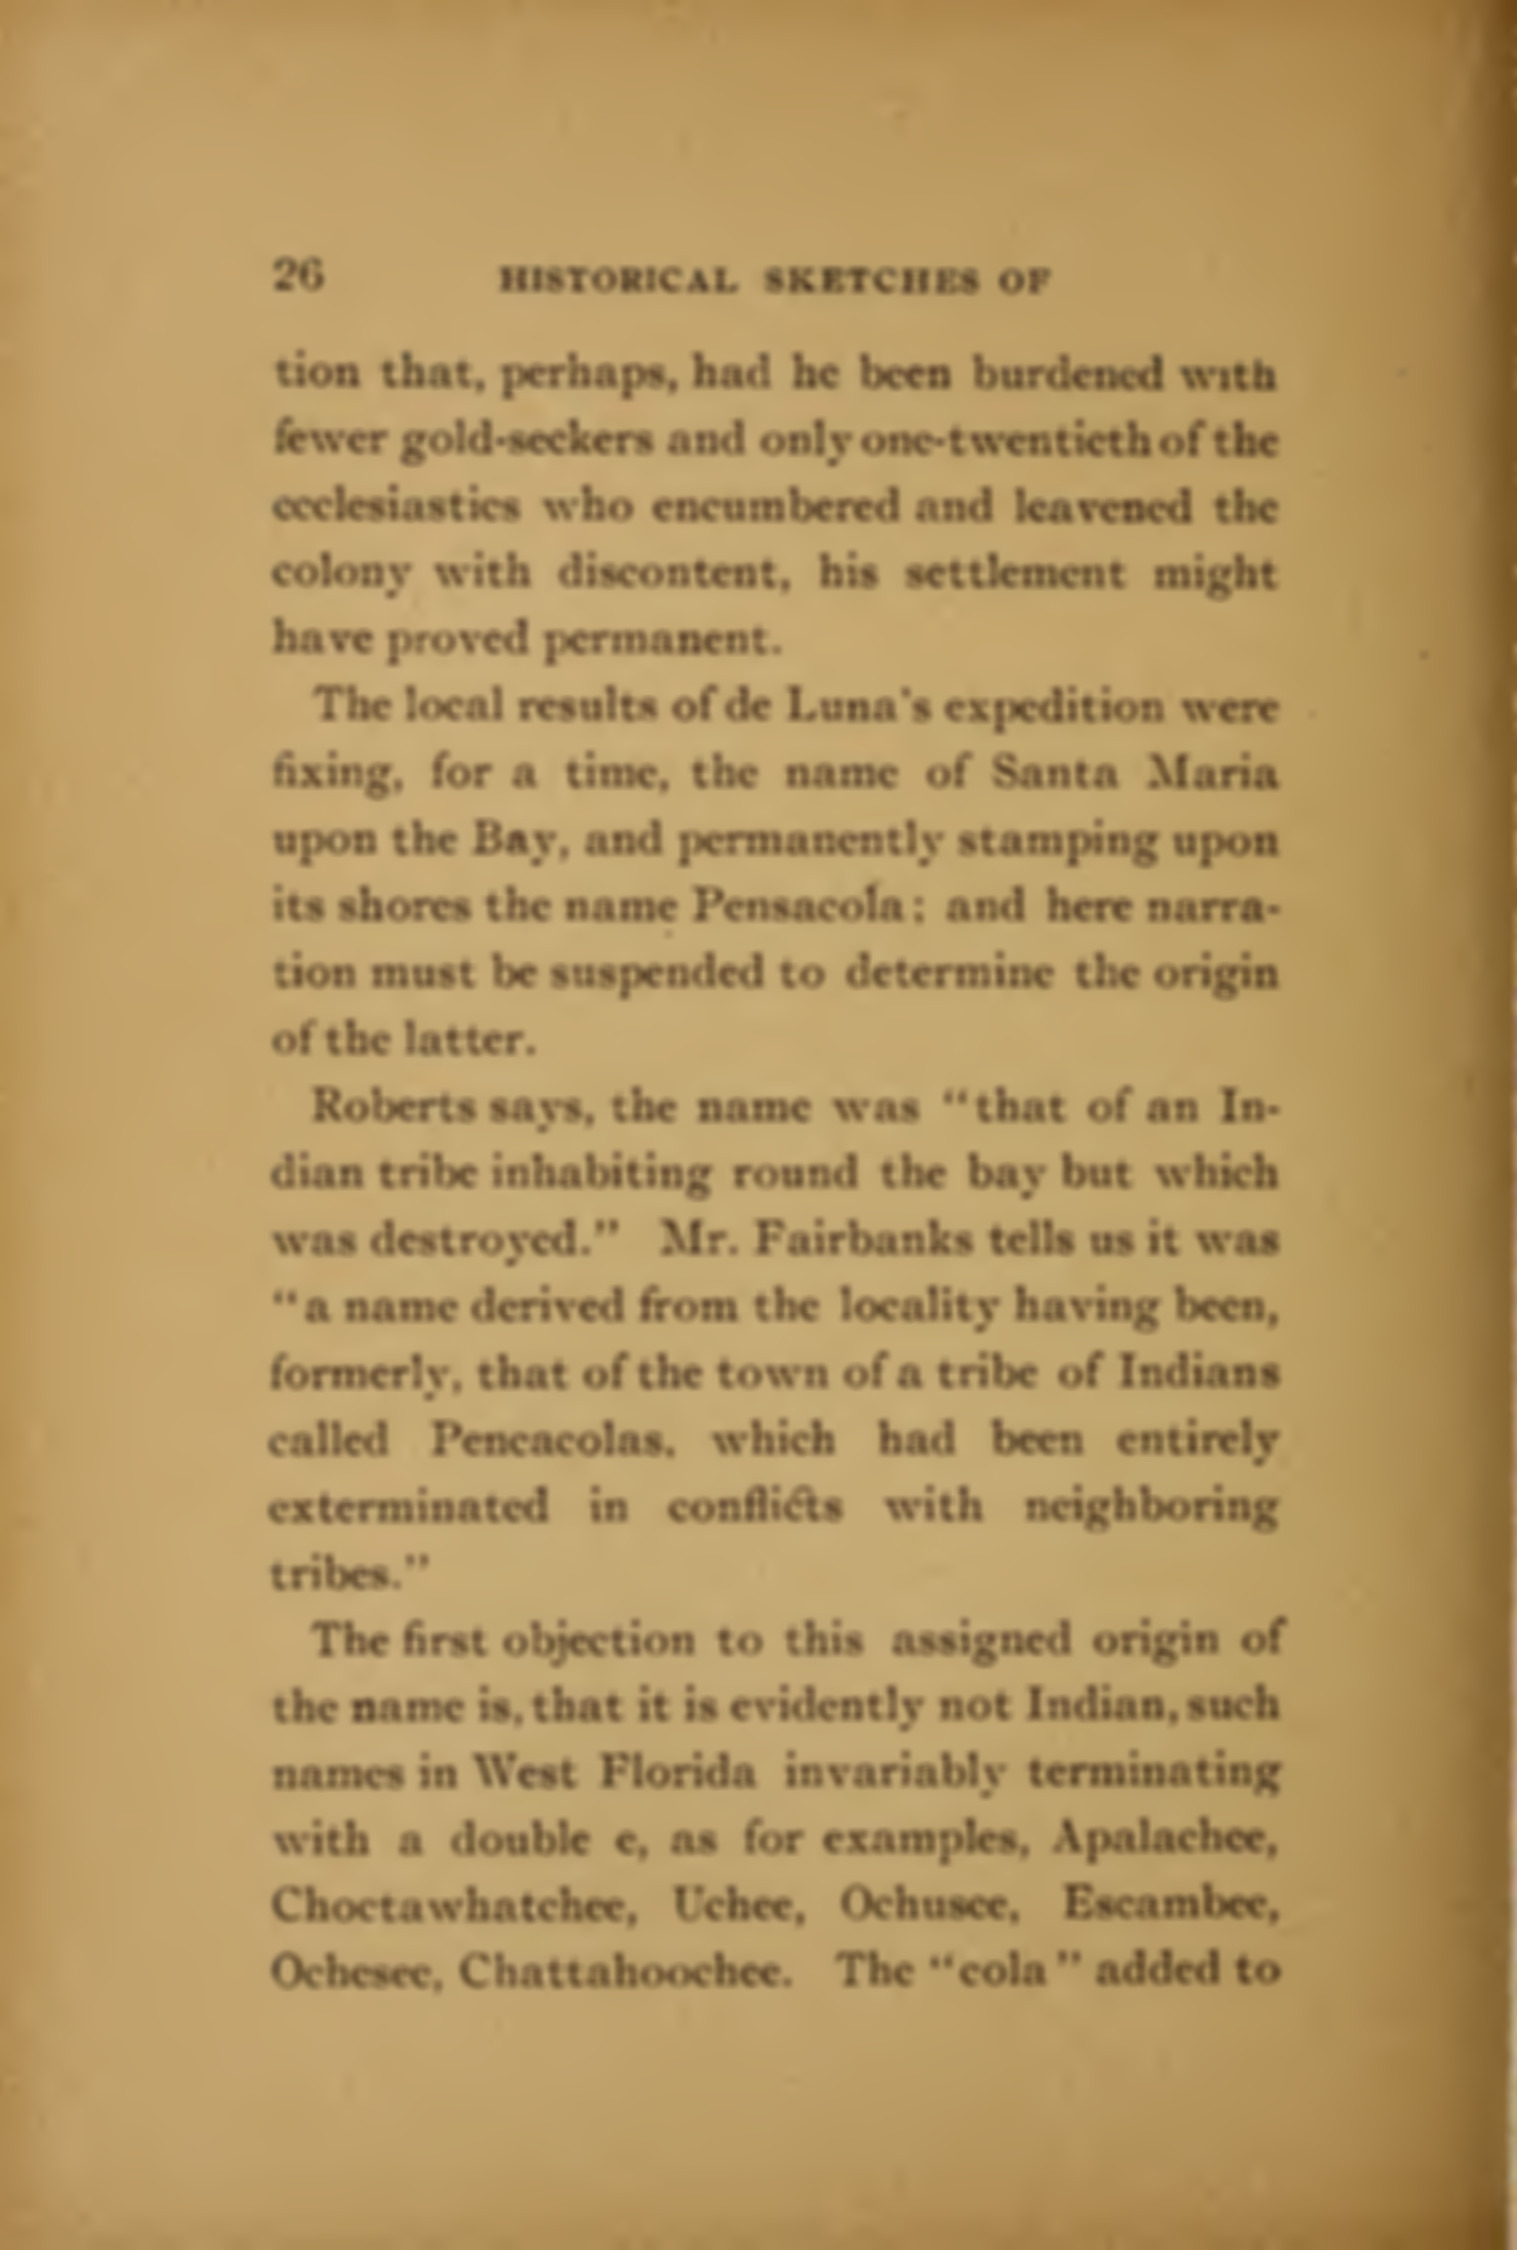 26 HISTORICAL SKETCHES OF
tion that, perhaps, had he been burdened with
fewer gold-seekers and only one-twentieth of the
ecclesiastics who encumbered and leavened the
colony with discontent, his settlement might
have proved permanent.
The local results of de Luna's expedition were
fixing, for a time, the name of Santa Maria
upon the Bay, and permanently stamping upon
its shores the name Pensacola; and here narra-
tion must be suspended to determine the origin
of the latter.
Roberts says, the name was "that of an In-
dian tribe inhabiting round the bay but which
was destroyed." Mr. Fairbanks tells us it was
"a name derived from the locality having been,
formerly, that of the town of a tribe of Indians
called Pencacolas, which had been entirely
exterminated in conflicts with neighboring
tribes."
The first objection to this assigned origin of
the name is, that it is evidently not Indian, such
names in West Florida invariably terminating
with a double e, as for examples, Apalachee,
Choctawhatchee, Uchee, Ochusee, Escambee,
Ochesee, Chattahoochee. The "cola" added to